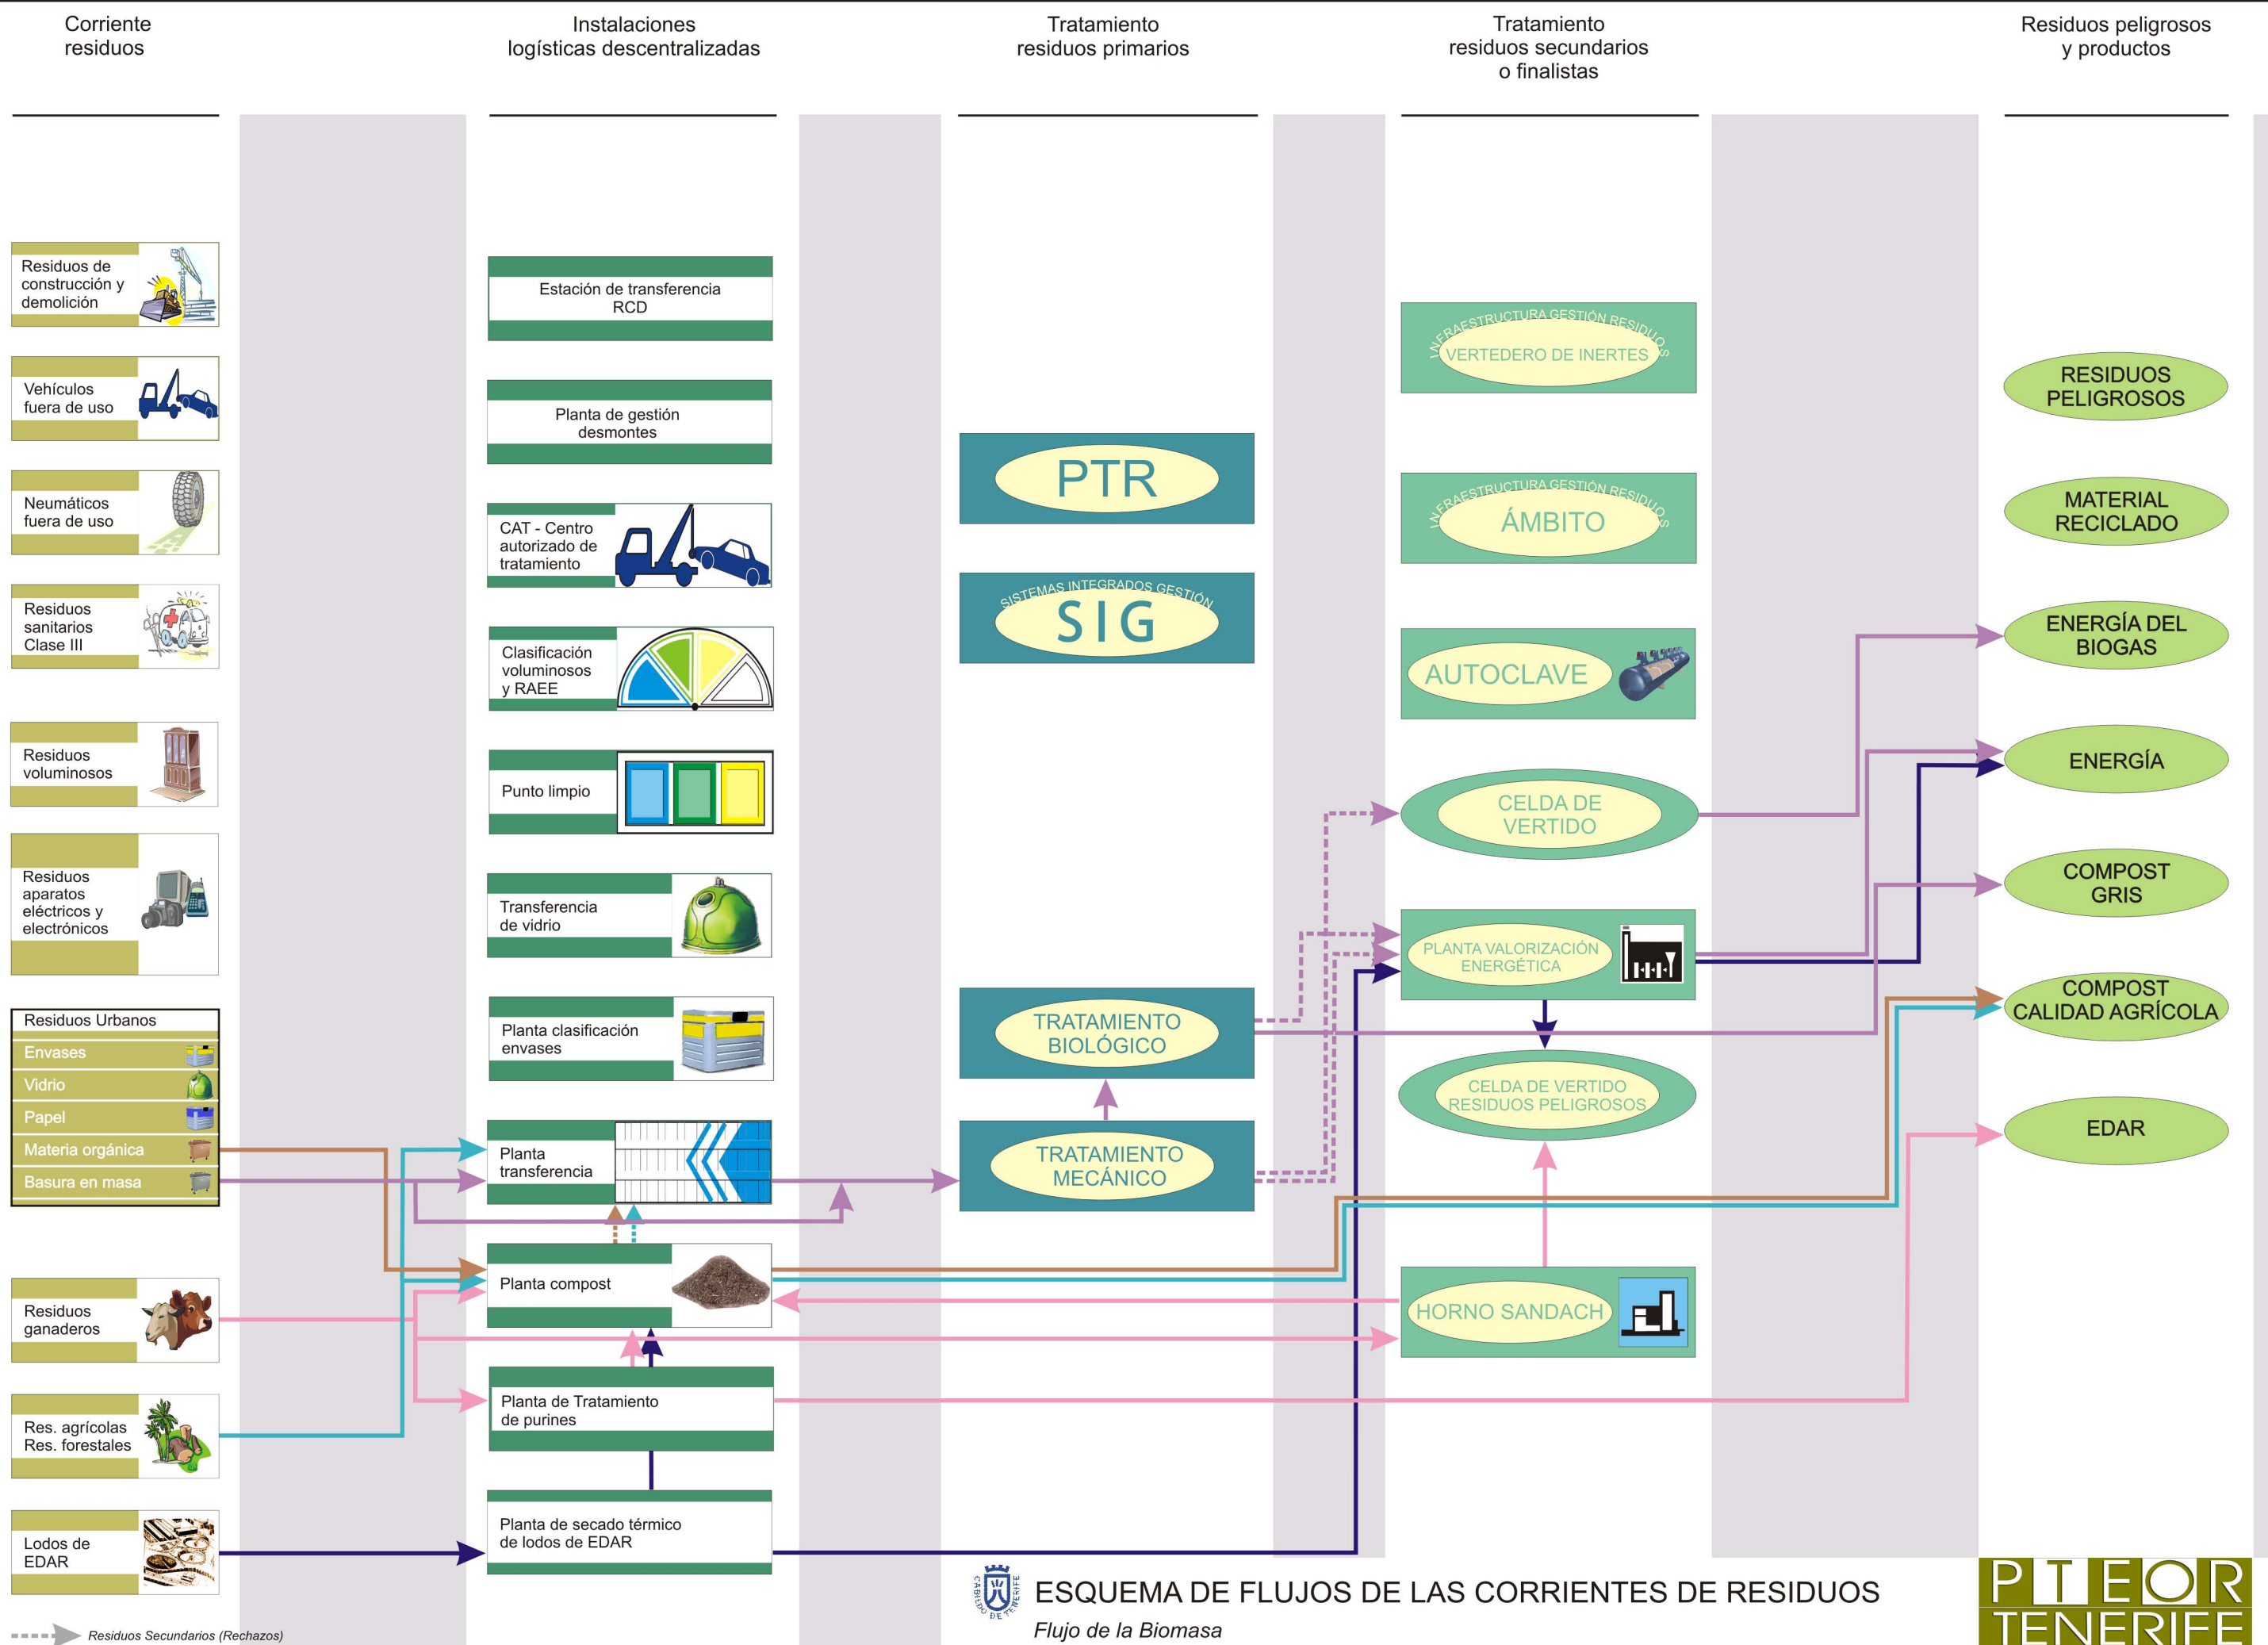 Corriente
residuos
Instalaciones
logísticas descentralizadas
Tratamiento
residuos primarios
Tratamiento
residuos secundarios
o finalistas
Residuos peligrosos
y productos
Residuos de
construcción y
demolición
Vehículos
fuera de uso
Neumáticos
fuera de uso
Residuos
sanitarios
Clase III
Residuos
voluminosos
Residuos
aparatos
eléctricos y
electrónicos
Residuos Urbanos
Envases
Vidrio
Papel
Materia orgánica
Basura en masa
Residuos
ganaderos
Res. agrícolas
Res. forestales
Lodos de
EDAR
Residuos Secundarios (Rechazos)
Estación de transferencia
RCD
Planta de gestión
desmontes
CAT - Centro
autorizado de
tratamiento
Clasificación
voluminosos
y RAEE
Punto limpio
Transferencia
de vidrio
Planta clasificación
envases
Planta
transferencia
Planta compost
Planta de Tratamiento
de purines
Planta de secado térmico
de lodos de EDAR
PTR
SISTEMAS INTEGRADOS GESTIÓN
SIG
TRATAMIENTO
BIOLÓGICO
TRATAMIENTO
MECÁNICO
INFRAESTRUCTURA GESTIÓN RESIDUOS
VERTEDERO DE INERTES
INFRAESTRUCTURA GESTIÓN RESIDUOS
ÁMBITO
AUTOCLAVE
CELDA DE
VERTIDO
PLANTA VALORIZACIÓN
ENERGÉTICA
CELDA DE VERTIDO
RESIDUOS PELIGROSOS
HORNO SANDACH
RESIDUOS
PELIGROSOS
MATERIAL
RECICLADO
ENERGÍA DEL
BIOGAS
ENERGÍA
COMPOST
GRIS
COMPOST
CALIDAD AGRÍCOLA
EDAR
CABILDO DE TENERIFE
ESQUEMA DE FLUJOS DE LAS CORRIENTES DE RESIDUOS
Flujo de la Biomasa
PTEOR
TENERIFE